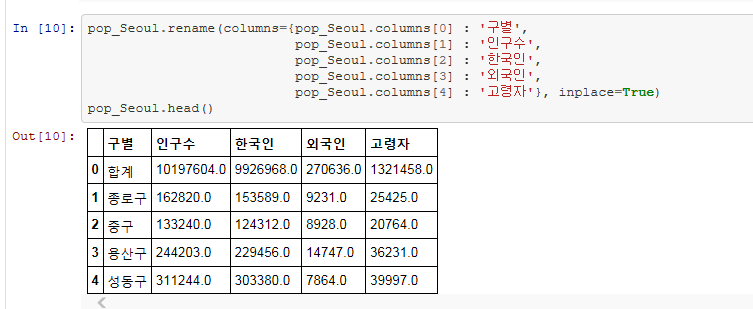 In [10]: pop_Seoul.rename(columns={pop_Seoul.columns[0] : '구별',
pop_Seoul.columns[1] : '인구수',
pop_Seoul.columns[2] : '한국인',
pop_Seoul.columns[3] : '외국인',
pop_Seoul.columns[4] : '고령자'}, inplace=True)
pop_Seoul.head()
Out[10]:
구별 인구수 한국인 외국인 고령자
0 합계 10197604.0 9926968.0 270636.0 1321458.0
1 종로구 162820.0 153589.0 9231.0 25425.0
2 중구 133240.0 124312.0 8928.0 20764.0
3 용산구 244203.0 229456.0 14747.0 36231.0
4 성동구 311244.0 303380.0 7864.0 39997.0